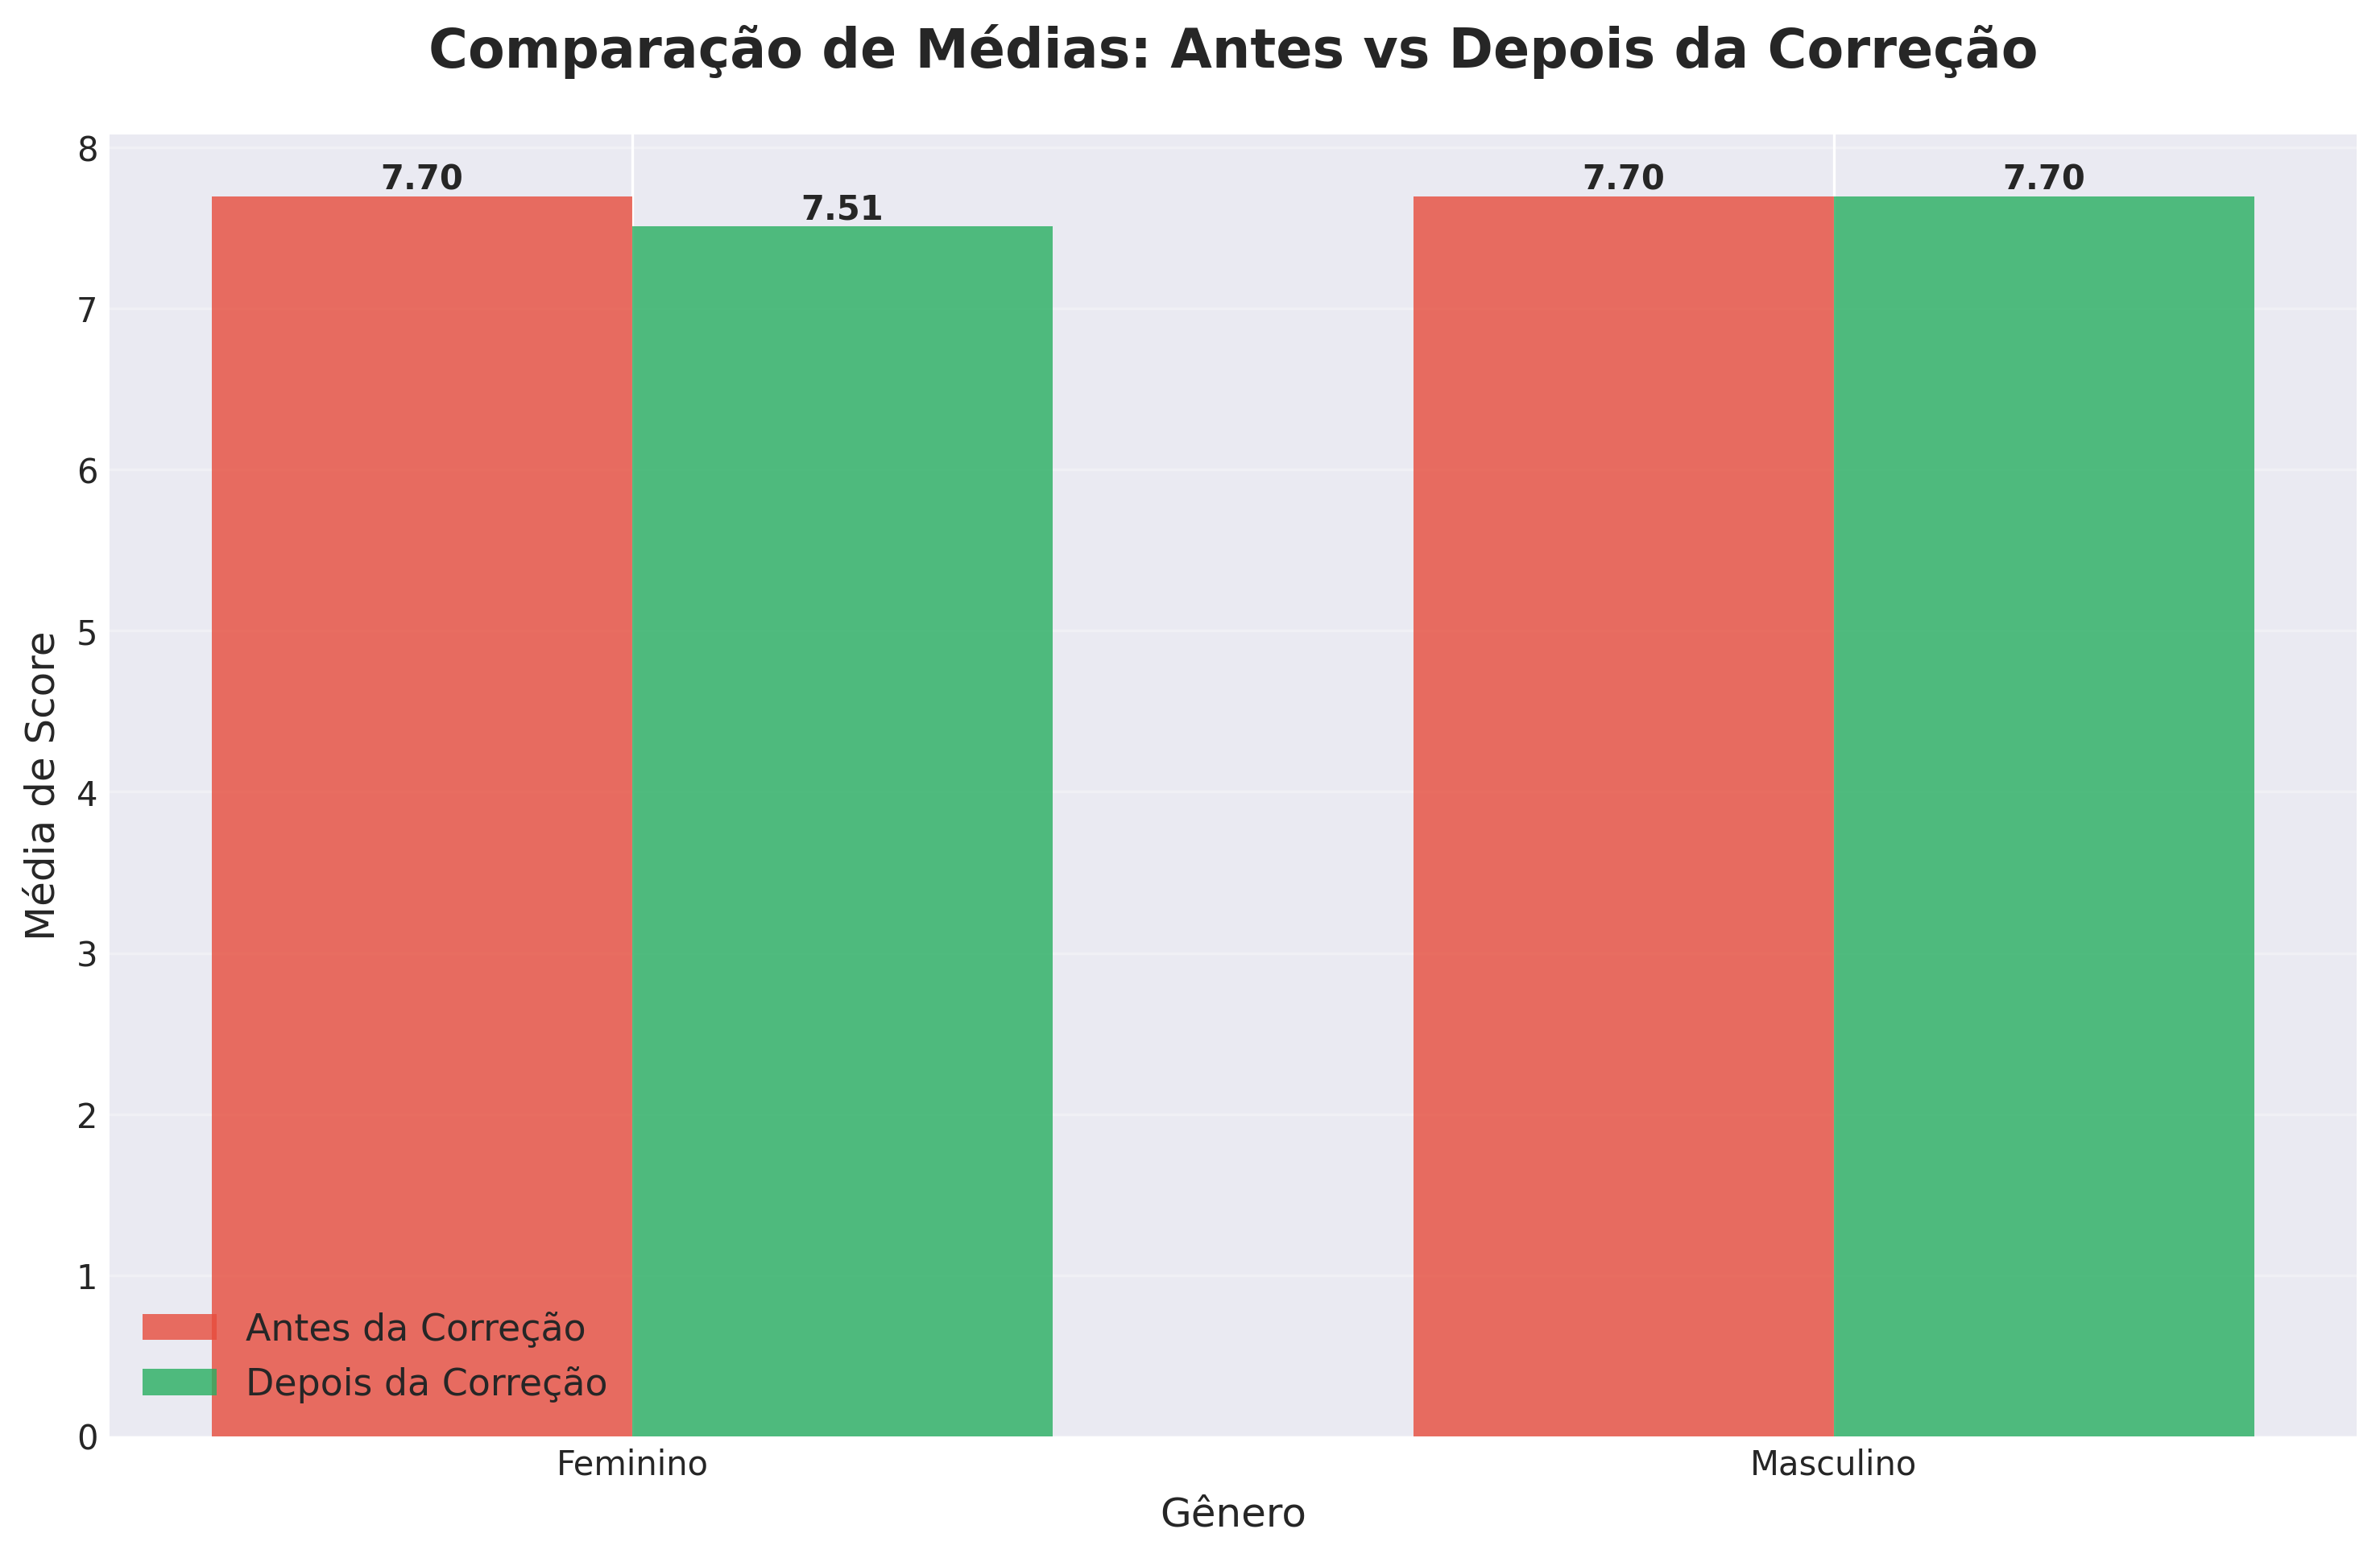 Comparação de Médias: Antes vs Depois da Correção
8
7
6
5
4
3
2
1
0
Média de Score
7.70
7.51
7.70
7.70
Antes da Correção
Depois da Correção
Feminino
Masculino
Gênero